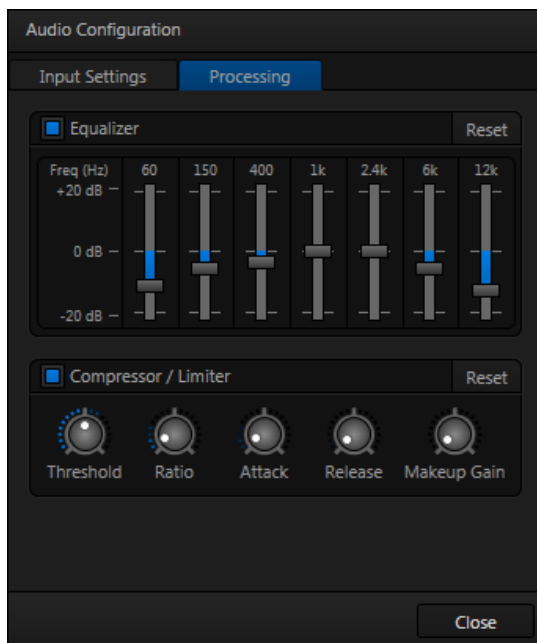 Audio Configuration
Input Settings Processing
Equalizer Reset
Freq (Hz) 60 150 400 1k 2.4k 6k 12k
+20 dB
0 dB
-20 dB
Compressor / Limiter Reset
Threshold Ratio Attack Release Makeup Gain
Close